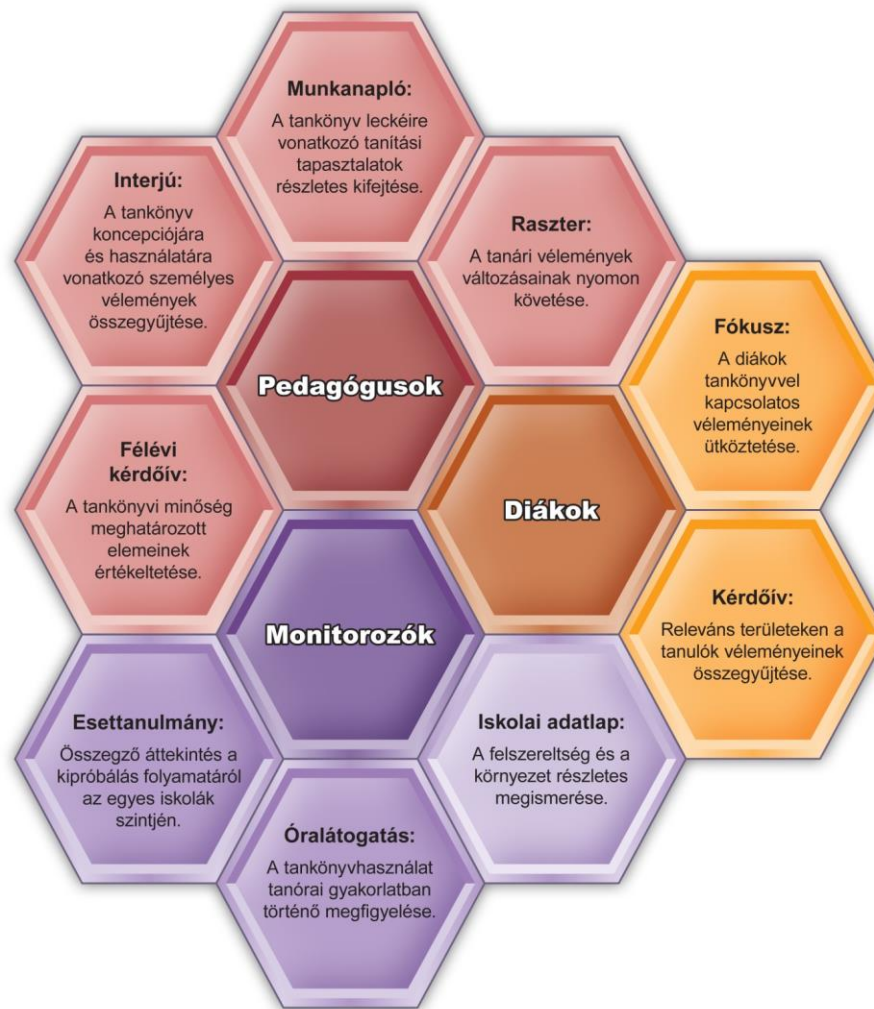 Munkanapló:
A tankönyv leckéire
vonatkozó tanítási
tapasztalatok
részletes kifejtése.
Interjú:
A tankönyv
koncepciójára
és használatára
vonatkozó személyes
vélemények
összegyűjtése.
Raszter:
A tanári vélemények
változásainak nyomon
követése.
Fókusz:
A diákok
tankönyvvel
kapcsolatos
véleményeinek
ütköztetése.
Pedagógusok
Félévi
kérdőív:
A tankönyvi minőség
meghatározott
elemeinek
értékeltetése.
Diákok
Monitorozók
Kérdőív:
Releváns területeken a
tanulók véleményeinek
összegyűjtése.
Esettanulmány:
Összegző áttekintés a
kipróbálás folyamatáról
az egyes iskolák
szintjén.
Iskolai adatlap:
A felszereltség és a
környezet részletes
megismerése.
Óralátogatás:
A tankönyvhasználat
tanórai gyakorlatban
történő megfigyelése.